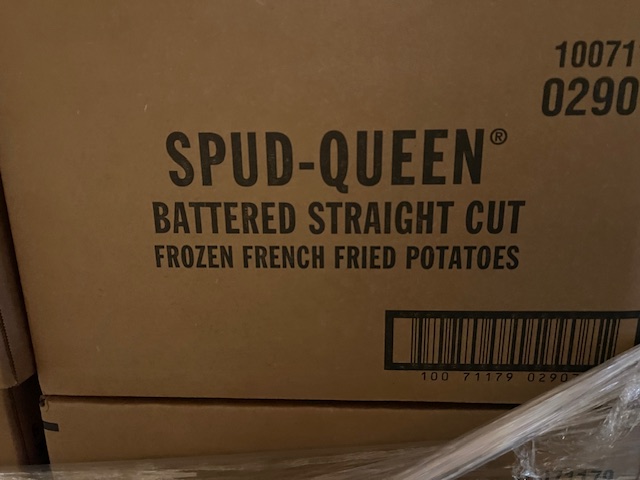 10071
0290
SPUD-QUEEN®
BATTERED STRAIGHT CUT
FROZEN FRENCH FRIED POTATOES
100 71179 0290